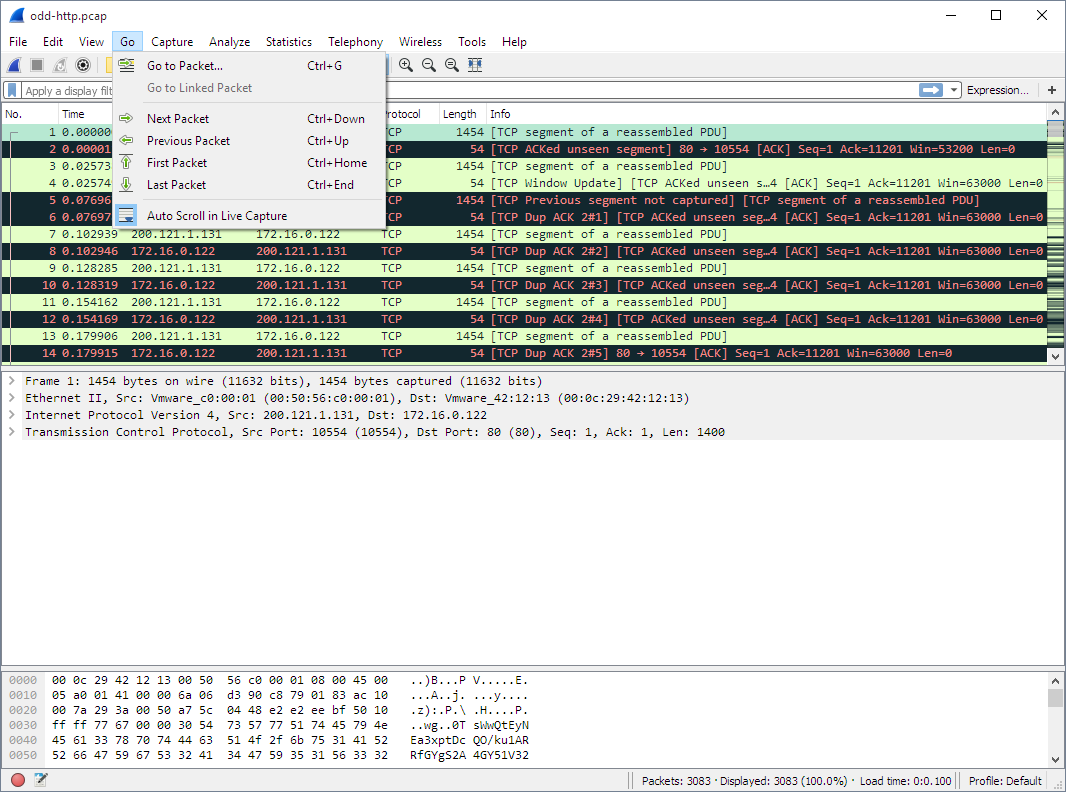 odd-http.pcap
File Edit View Go Capture Analyze Statistics Telephony Wireless Tools Help
Go to Packet... Ctrl+G
Go to Linked Packet
Next Packet Ctrl+Down
Previous Packet Ctrl+Up
First Packet Ctrl+Home
Last Packet Ctrl+End
Auto Scroll in Live Capture
Apply a display filt Expression... +
No. Time rotocol Length Info
1 0.00000 CP 1454 [TCP segment of a reassembled PDU]
2 0.00001 CP 54 [TCP ACKed unseen segment] 80 → 10554 [ACK] Seq=1 Ack=11201 Win=53200 Len=0
3 0.02573 CP 1454 [TCP segment of a reassembled PDU]
4 0.02574 CP 54 [TCP Window Update] [TCP ACKed unseen s…4 [ACK] Seq=1 Ack=11201 Win=63000 Len=0
5 0.07696 CP 1454 [TCP Previous segment not captured] [TCP segment of a reassembled PDU]
6 0.07697 CP 54 [TCP Dup ACK 2#1] [TCP ACKed unseen seg…4 [ACK] Seq=1 Ack=11201 Win=63000 Len=0
7 0.102939 200.121.1.131 172.16.0.122 TCP 1454 [TCP segment of a reassembled PDU]
8 0.102946 172.16.0.122 200.121.1.131 TCP 54 [TCP Dup ACK 2#2] [TCP ACKed unseen seg…4 [ACK] Seq=1 Ack=11201 Win=63000 Len=0
9 0.128285 200.121.1.131 172.16.0.122 TCP 1454 [TCP segment of a reassembled PDU]
10 0.128319 172.16.0.122 200.121.1.131 TCP 54 [TCP Dup ACK 2#3] [TCP ACKed unseen seg…4 [ACK] Seq=1 Ack=11201 Win=63000 Len=0
11 0.154162 200.121.1.131 172.16.0.122 TCP 1454 [TCP segment of a reassembled PDU]
12 0.154169 172.16.0.122 200.121.1.131 TCP 54 [TCP Dup ACK 2#4] [TCP ACKed unseen seg…4 [ACK] Seq=1 Ack=11201 Win=63000 Len=0
13 0.179906 200.121.1.131 172.16.0.122 TCP 1454 [TCP segment of a reassembled PDU]
14 0.179915 172.16.0.122 200.121.1.131 TCP 54 [TCP Dup ACK 2#5] 80 → 10554 [ACK] Seq=1 Ack=11201 Win=63000 Len=0
Frame 1: 1454 bytes on wire (11632 bits), 1454 bytes captured (11632 bits)
Ethernet II, Src: Vmware_c0:00:01 (00:50:56:c0:00:01), Dst: Vmware_42:12:13 (00:0c:29:42:12:13)
Internet Protocol Version 4, Src: 200.121.1.131, Dst: 172.16.0.122
Transmission Control Protocol, Src Port: 10554 (10554), Dst Port: 80 (80), Seq: 1, Ack: 1, Len: 1400
0000 00 0c 29 42 12 13 00 50 56 c0 00 01 08 00 45 00 ..)B...P V.....E.
0010 05 a0 01 41 00 00 6a 06 d3 90 c8 79 01 83 ac 10 ...A..j. ...y....
0020 00 7a 29 3a 00 50 a7 5c 04 48 e2 e2 ee bf 50 10 .z):.P.\ .H....P.
0030 ff ff 77 67 00 00 30 54 73 57 77 51 74 45 79 4e ..wg..0T sWwQtEyN
0040 45 61 33 78 70 74 44 63 51 4f 2f 6b 75 31 41 52 Ea3xptDc QO/ku1AR
0050 52 66 47 59 67 53 32 41 34 47 59 35 31 56 33 32 RfGYgS2A 4GY51V32
Packets: 3083 · Displayed: 3083 (100.0%) · Load time: 0:0.100 Profile: Default